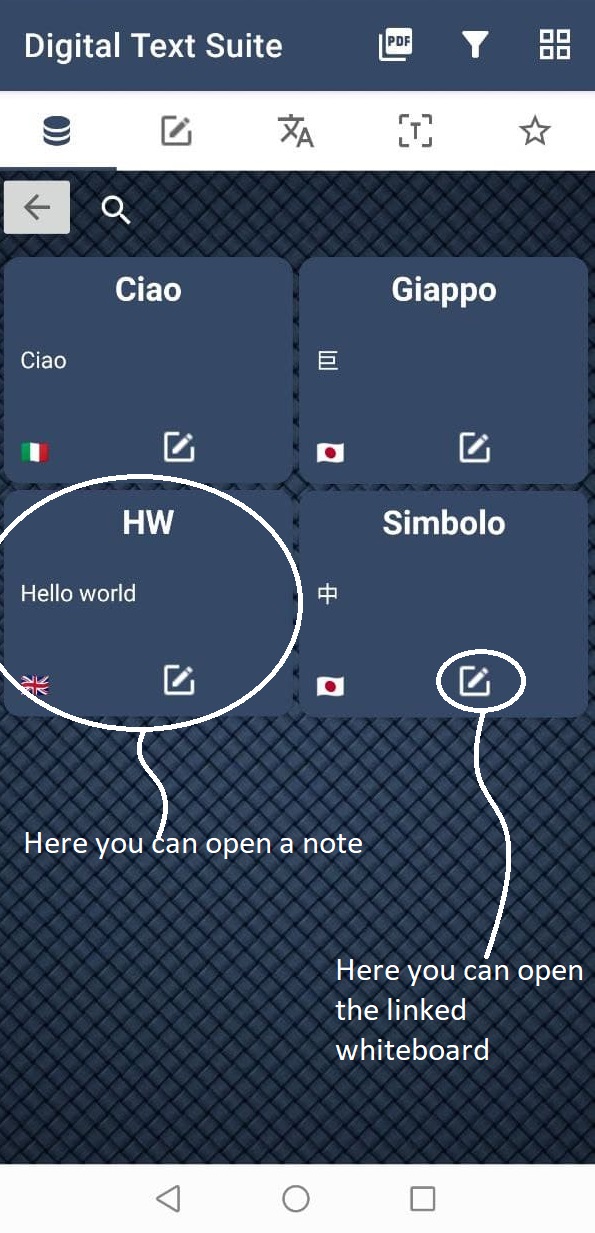 Digital Text Suite
PDF
Ciao
Ciao
Giappo
巨
HW
Hello world
Simbolo
中
Here you can open a note
Here you can open
the linked
whiteboard